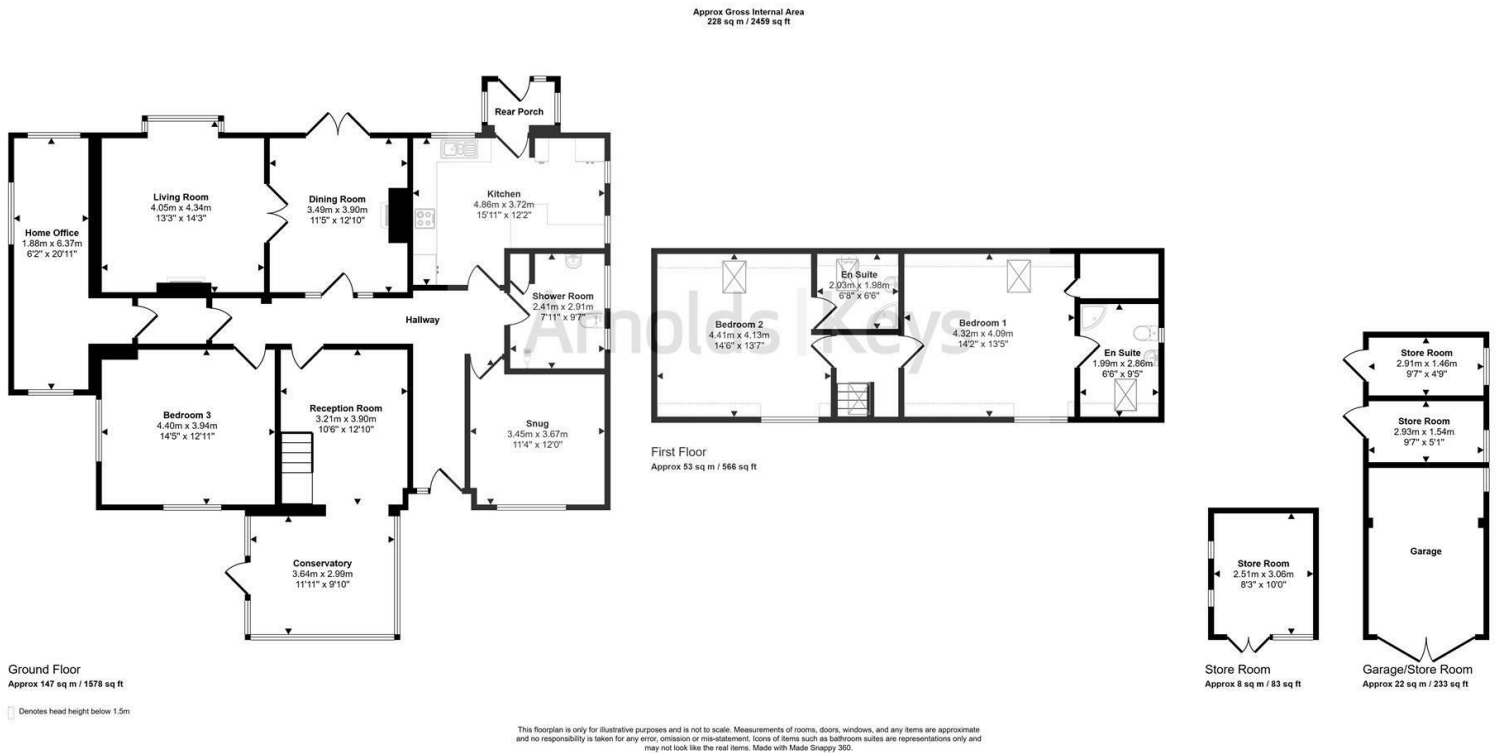 Approx Gross Internal Area
228 sq m / 2459 sq ft
Rear Porch
Living Room
4.05m x 4.34m
13'3" x 14'3"
Dining Room
3.49m x 3.90m
11'5" x 12'10"
Kitchen
4.86m x 3.72m
15'11" x 12'2"
Home Office
1.88m x 6.37m
6'2" x 20'11"
Shower Room
2.41m x 2.91m
7'11" x 9'7"
Hallway
Bedroom 3
4.40m x 3.94m
14'5" x 12'11"
Reception Room
3.21m x 3.90m
10'6" x 12'10"
Snug
3.45m x 3.67m
11'4" x 12'0"
Conservatory
3.64m x 2.99m
11'11" x 9'10"
Ground Floor
Approx 147 sq m / 1578 sq ft
Denotes head height below 1.5m
Arnolds | Keys
En Suite
2.03m x 1.98m
6'8" x 6'6"
Bedroom 2
4.41m x 4.13m
14'6" x 13'7"
Bedroom 1
4.32m x 4.09m
14'2" x 13'5"
En Suite
1.99m x 2.86m
6'6" x 9'5"
First Floor
Approx 53 sq m / 566 sq ft
Store Room
2.91m x 1.46m
9'7" x 4'9"
Store Room
2.93m x 1.54m
9'7" x 5'1"
Garage
Store Room
2.51m x 3.06m
8'3" x 10'0"
Store Room
Approx 8 sq m / 83 sq ft
Garage/Store Room
Approx 22 sq m / 233 sq ft
This floorplan is only for illustrative purposes and is not to scale. Measurements of rooms, doors, windows, and any items are approximate
and no responsibility is taken for any error, omission or mis-statement. Icons of items such as bathroom suites are representations only and
may not look like the real items. Made with Made Snappy 360.